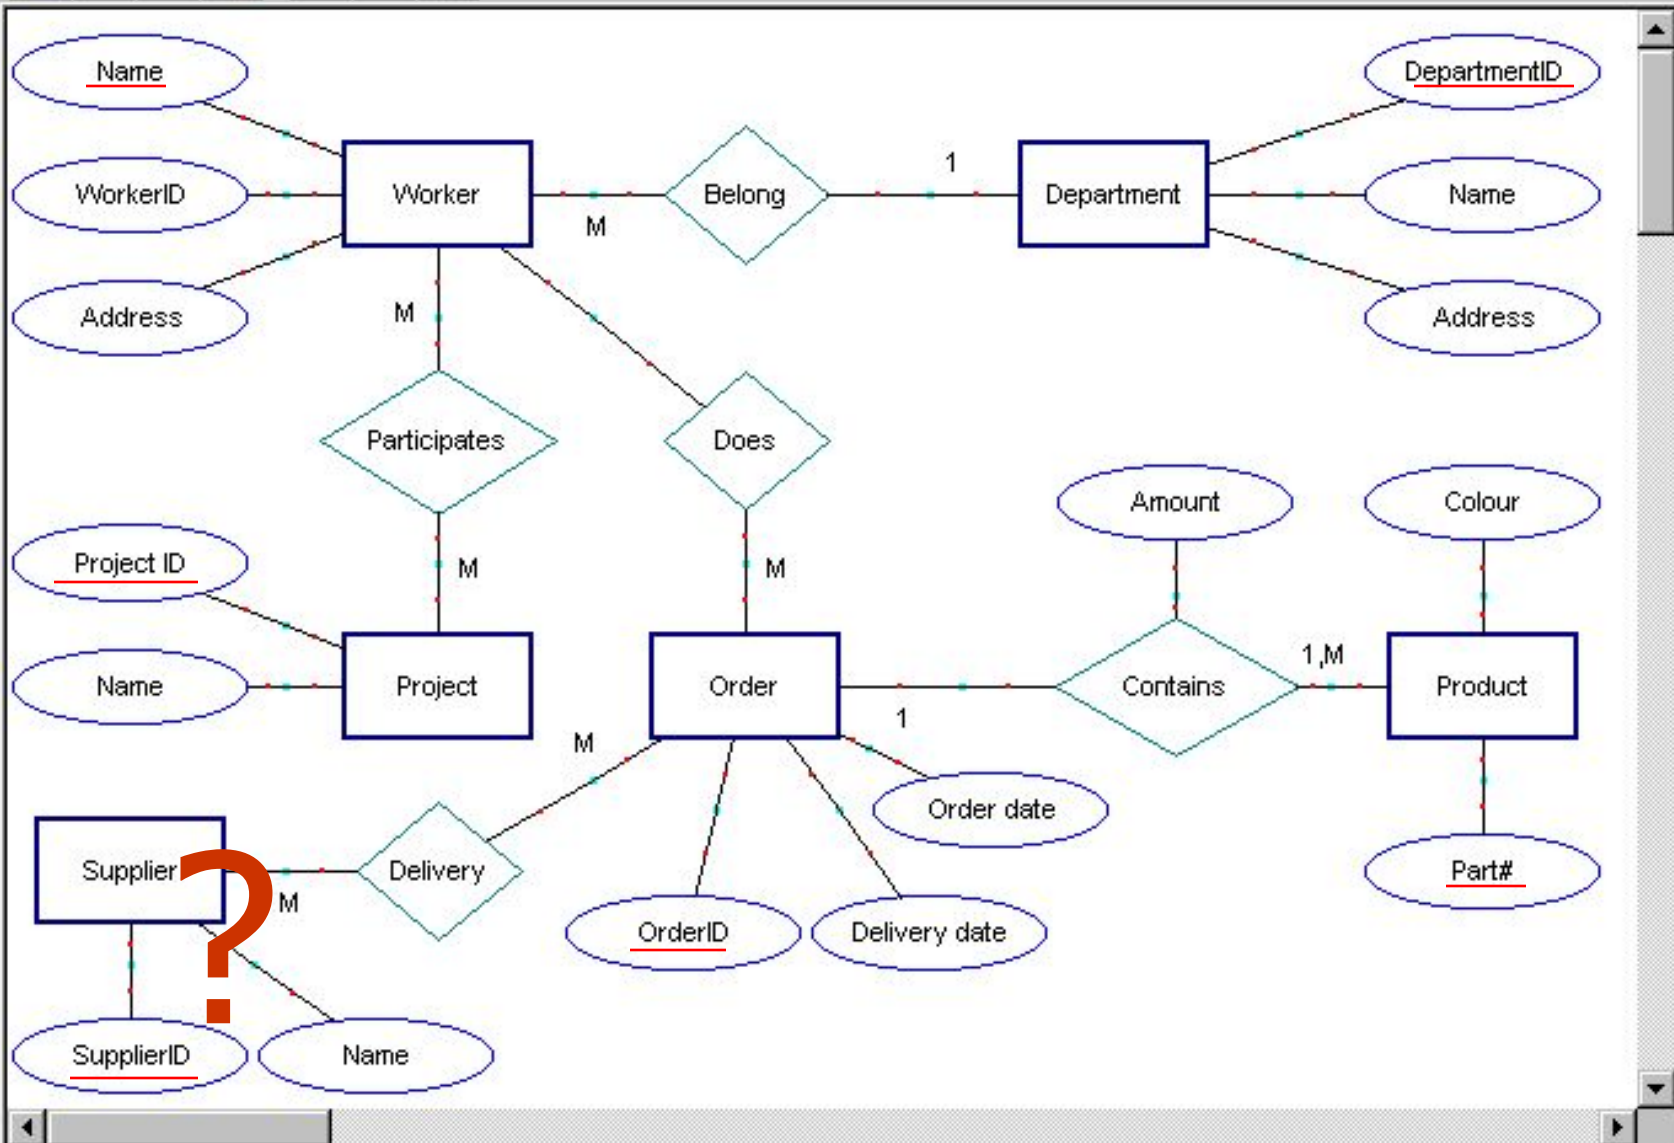 Name
DepartmentID
WorkerID
Worker
Belong
1
Department
Name
M
Address
M
Address
Participates
Does
Amount
Colour
Project ID
M
M
Name
Project
Order
Contains
1,M
Product
1
M
Order date
Supplier
?
M
Delivery
Part#
OrderID
Delivery date
SupplierID
Name